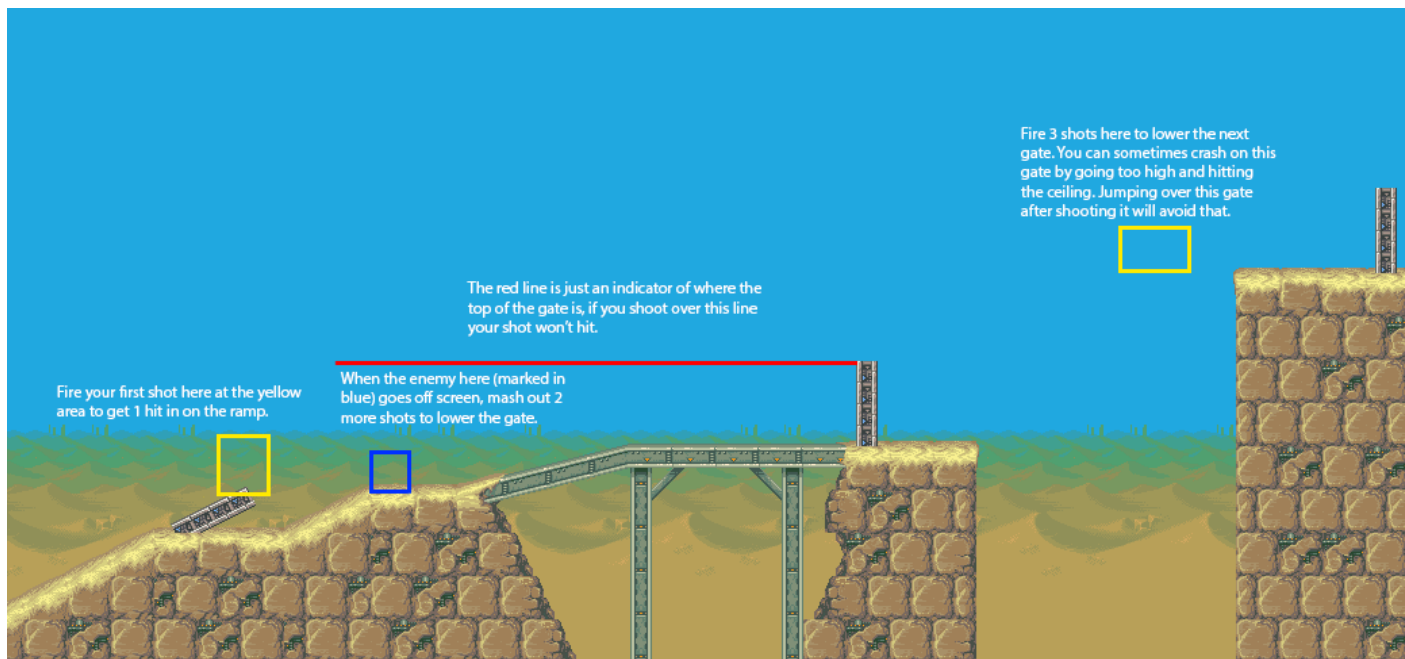 Fire your first shot here at the yellow
area to get 1 hit in on the ramp.
When the enemy here (marked in
blue) goes off screen, mash out 2
more shots to lower the gate.
The red line is just an indicator of where the
top of the gate is, if you shoot over this line
your shot won't hit.
Fire 3 shots here to lower the next
gate. You can sometimes crash on this
gate by going too high and hitting
the ceiling. Jumping over this gate
after shooting it will avoid that.